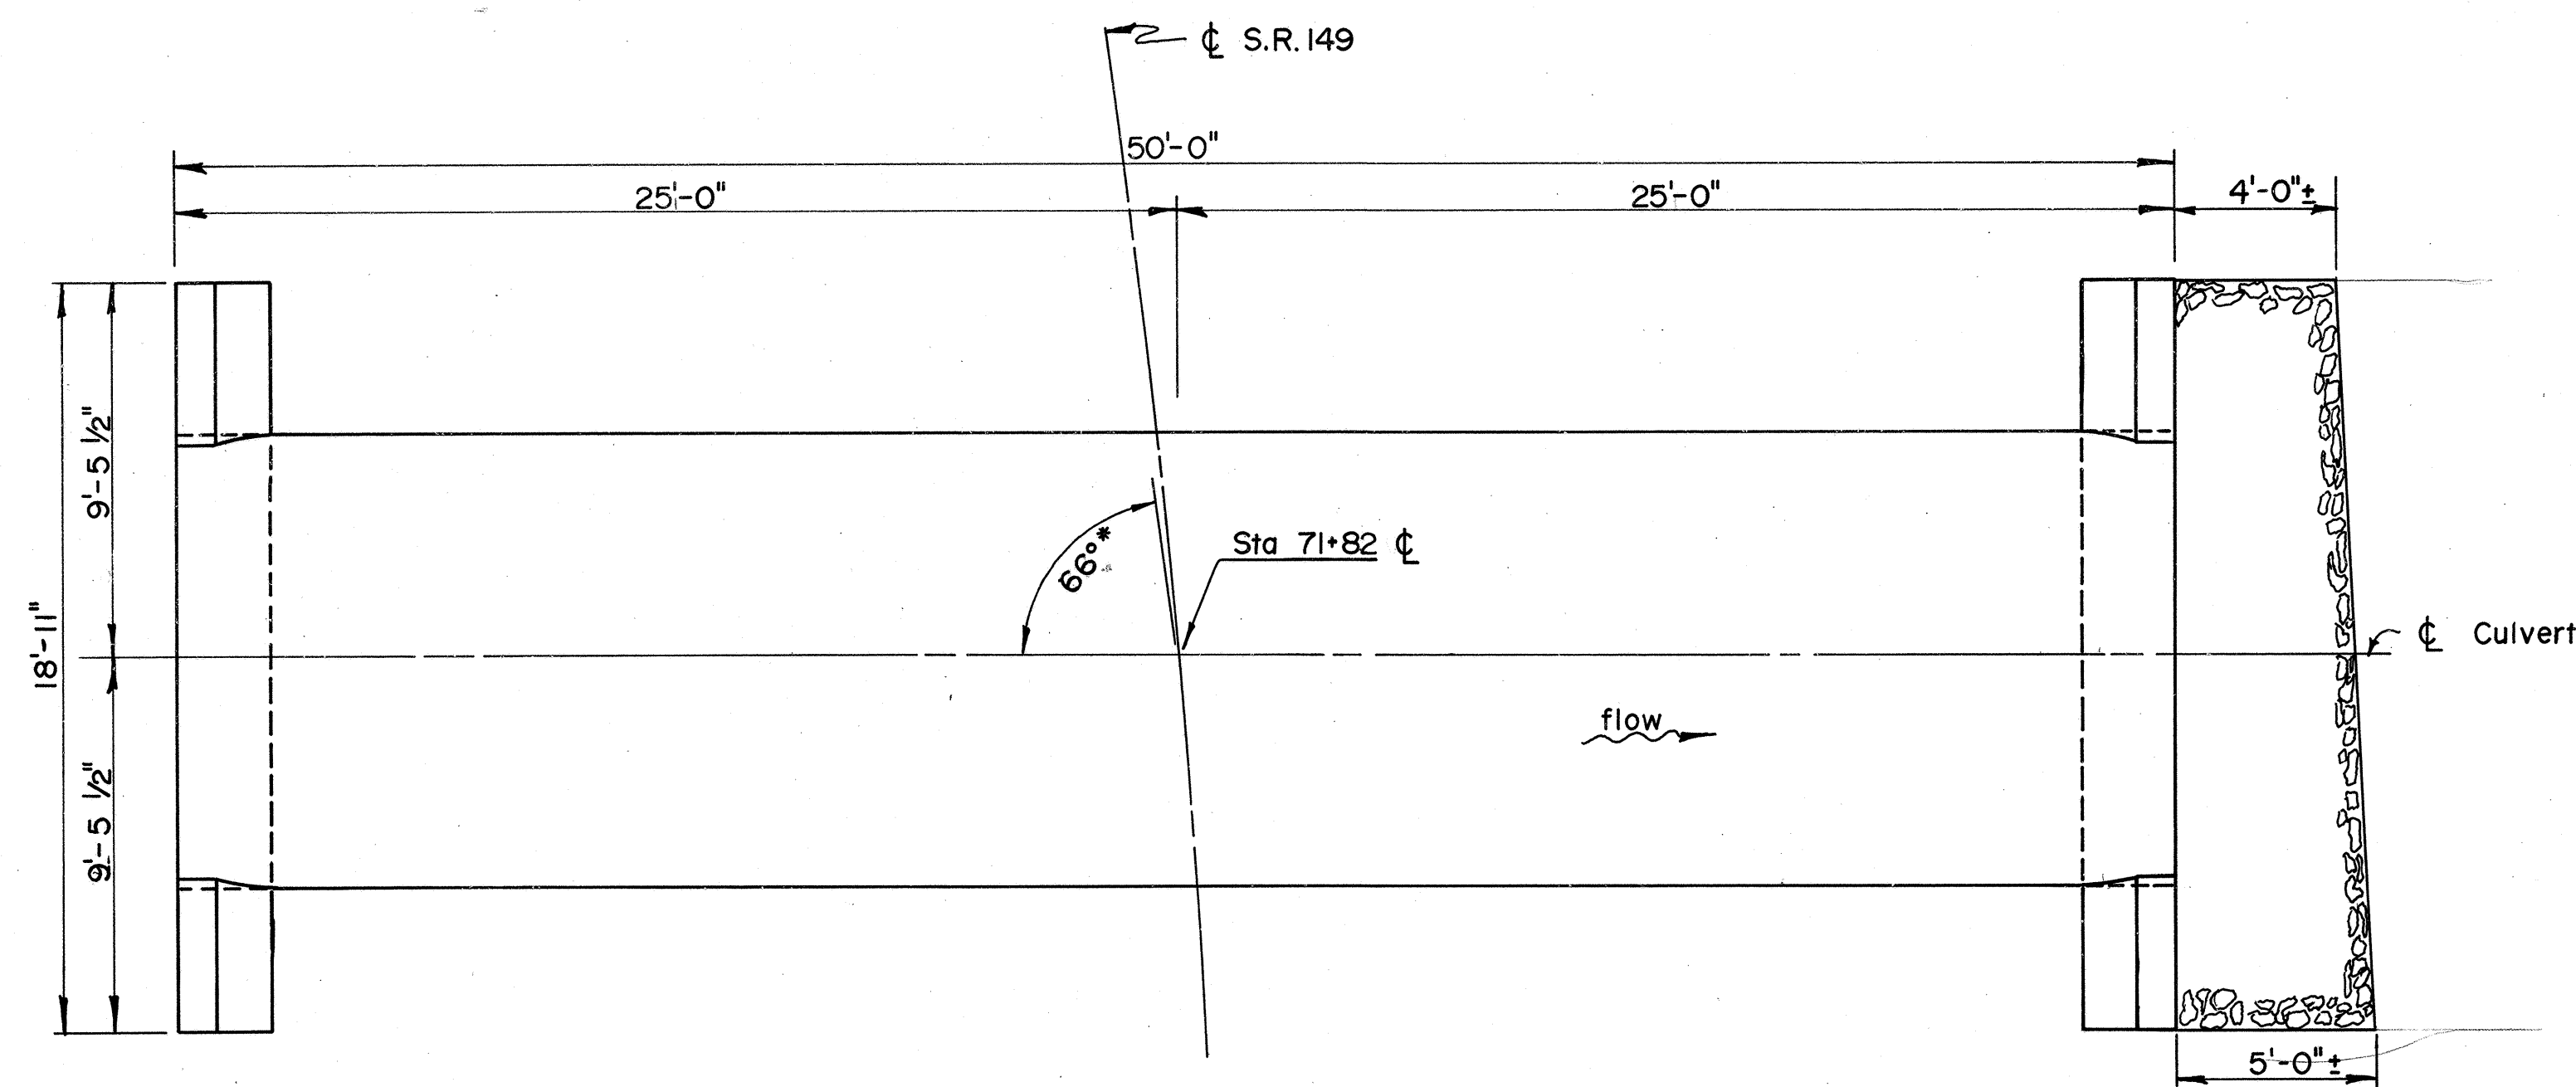 ℄ S.R. 149
50'-0"
25'-0"
25'-0"
4'-0"±
9'-5 1/2"
66°*
Sta 71+82 ℄
18'-11"
℄ Culvert
flow
9'-5 1/2"
5'-0"±